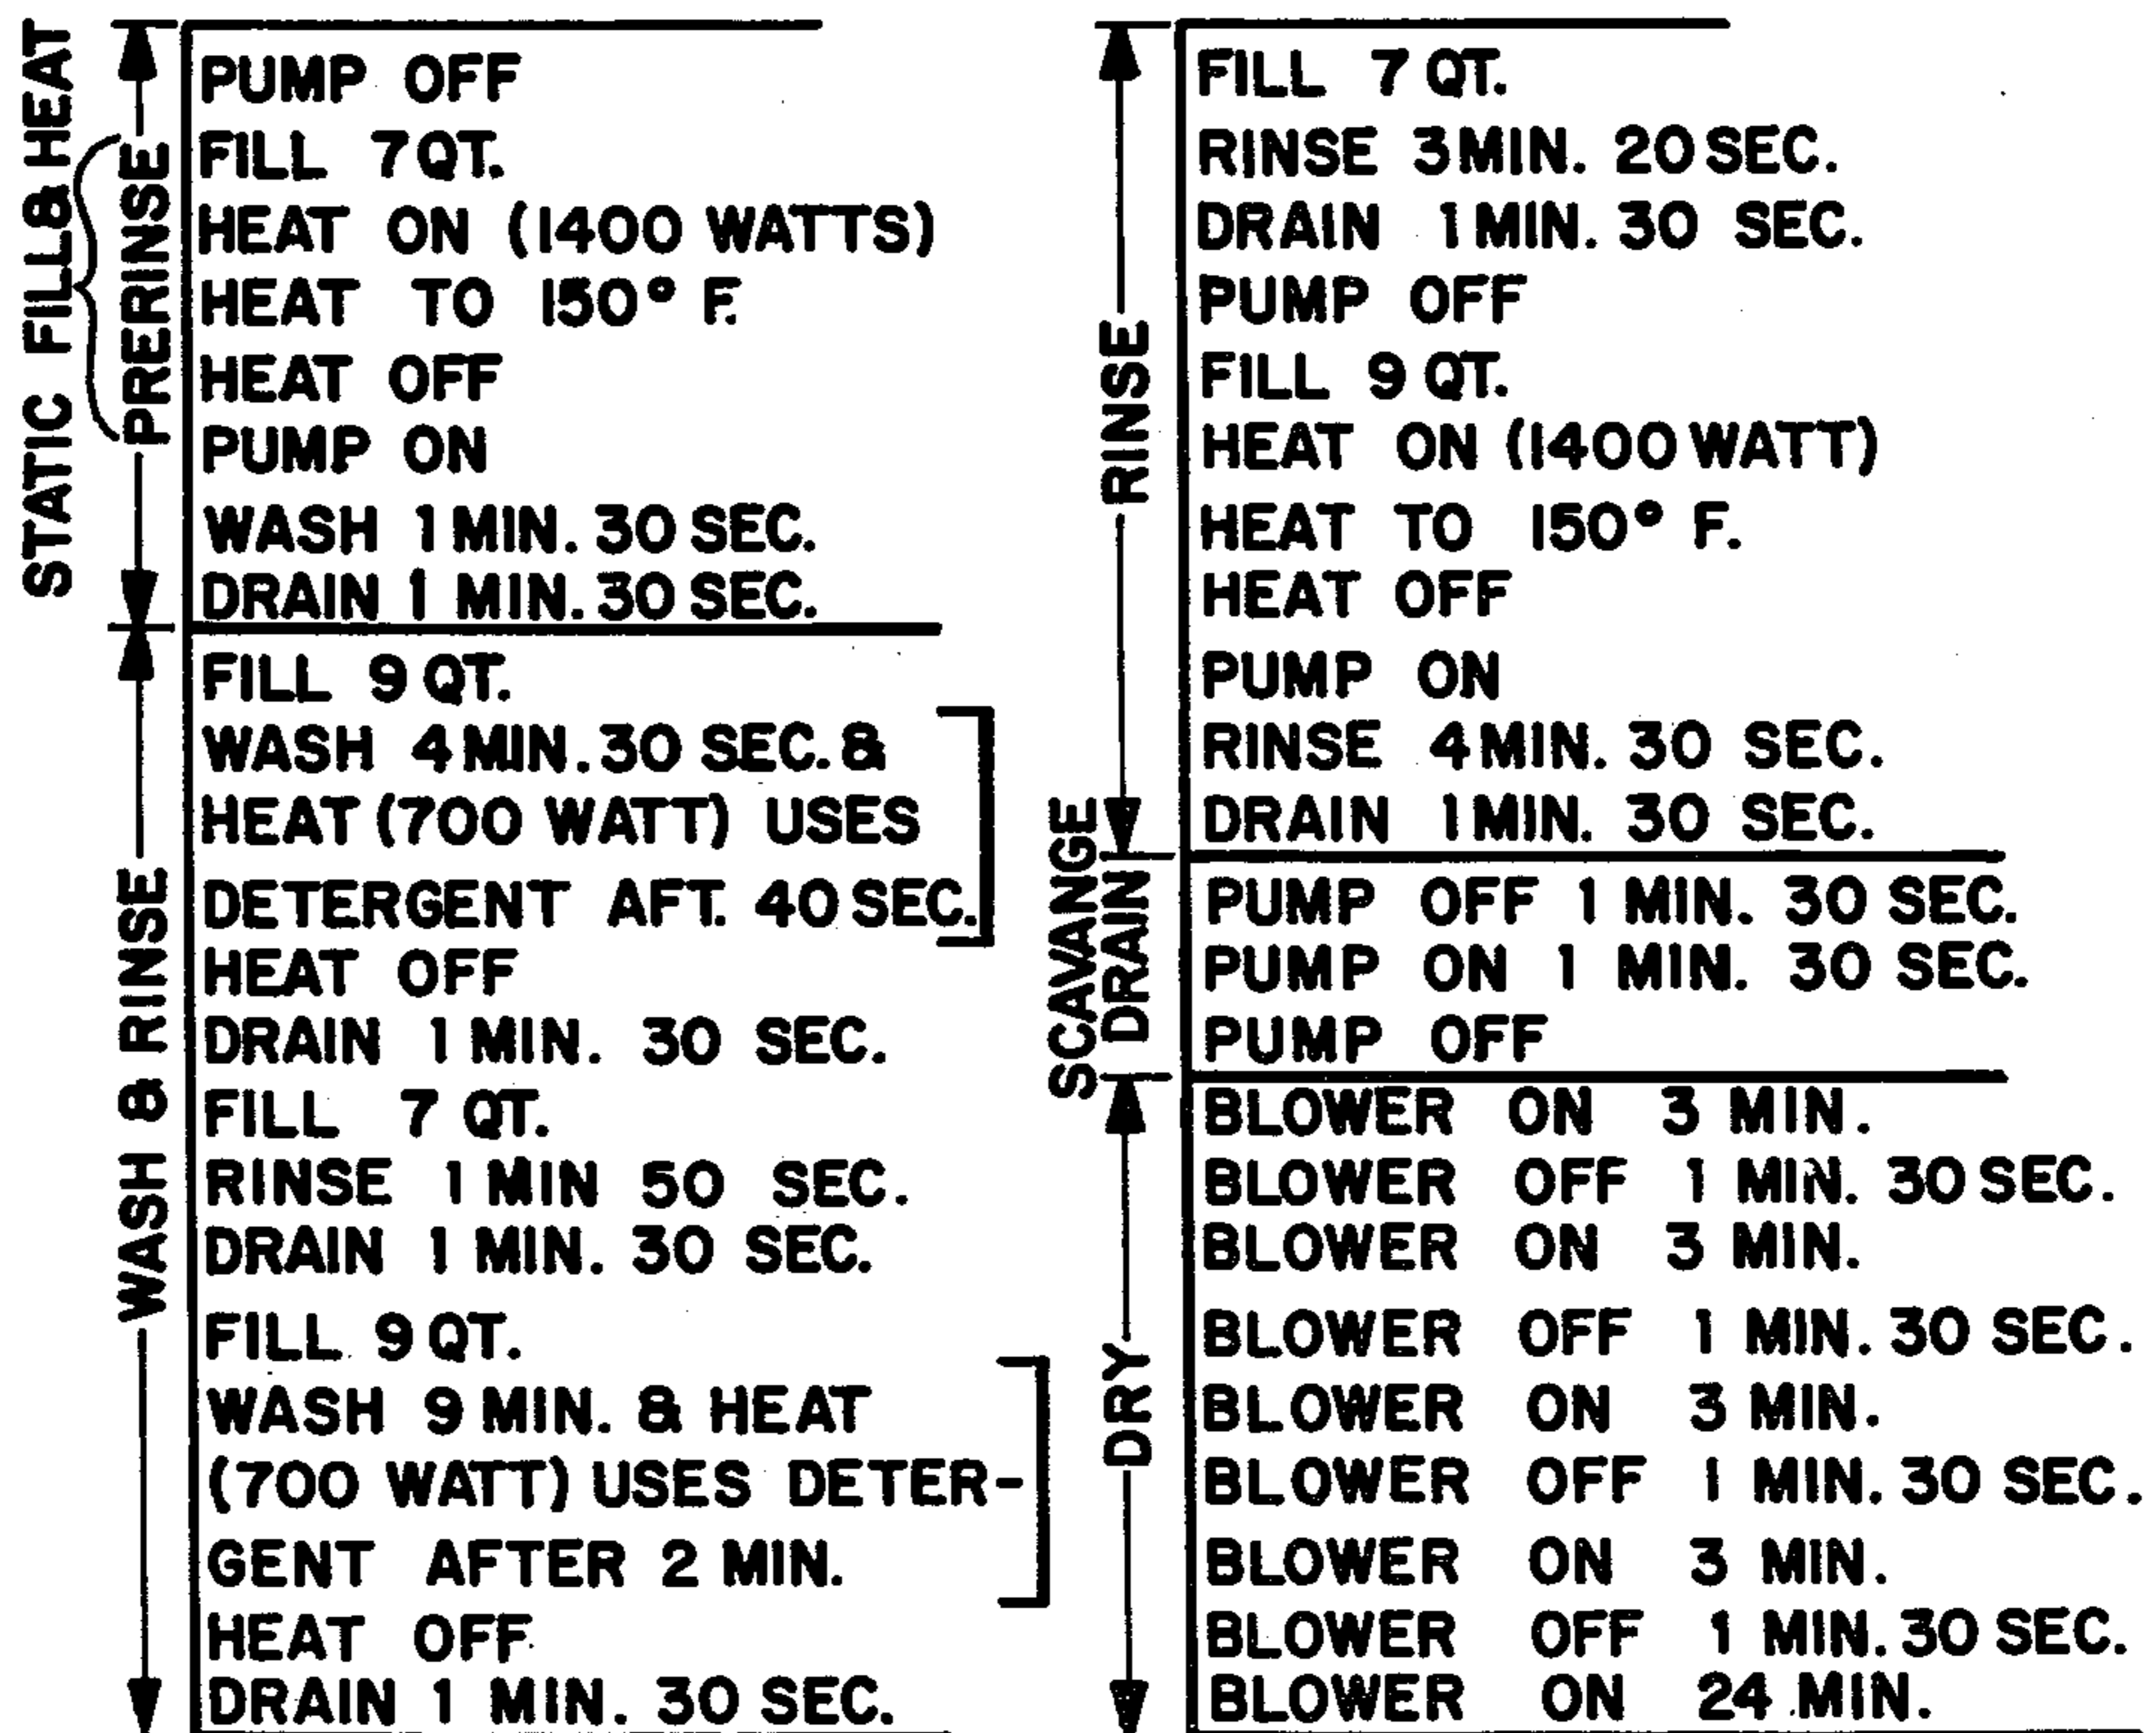 STATIC FILL & HEAT
PRERINSE
PUMP OFF
FILL 7 QT.
HEAT ON (1400 WATTS)
HEAT TO 150° F.
HEAT OFF
PUMP ON
WASH 1 MIN. 30 SEC.
DRAIN 1 MIN. 30 SEC.
WASH & RINSE
FILL 9 QT.
WASH 4 MIN. 30 SEC. &
HEAT (700 WATT) USES
DETERGENT AFT. 40 SEC.
HEAT OFF
DRAIN 1 MIN. 30 SEC.
FILL 7 QT.
RINSE 1 MIN 50 SEC.
DRAIN 1 MIN. 30 SEC.
FILL 9 QT.
WASH 9 MIN. & HEAT
(700 WATT) USES DETER-
GENT AFTER 2 MIN.
HEAT OFF
DRAIN 1 MIN. 30 SEC.
RINSE
FILL 7 QT.
RINSE 3 MIN. 20 SEC.
DRAIN 1 MIN. 30 SEC.
PUMP OFF
FILL 9 QT.
HEAT ON (1400 WATT)
HEAT TO 150° F.
HEAT OFF
PUMP ON
RINSE 4 MIN. 30 SEC.
DRAIN 1 MIN. 30 SEC.
SCAVANGE
DRAIN
PUMP OFF 1 MIN. 30 SEC.
PUMP ON 1 MIN. 30 SEC.
PUMP OFF
DRY
BLOWER ON 3 MIN.
BLOWER OFF 1 MIN. 30 SEC.
BLOWER ON 3 MIN.
BLOWER OFF 1 MIN. 30 SEC.
BLOWER ON 3 MIN.
BLOWER OFF 1 MIN. 30 SEC.
BLOWER ON 3 MIN.
BLOWER OFF 1 MIN. 30 SEC.
BLOWER ON 24 MIN.